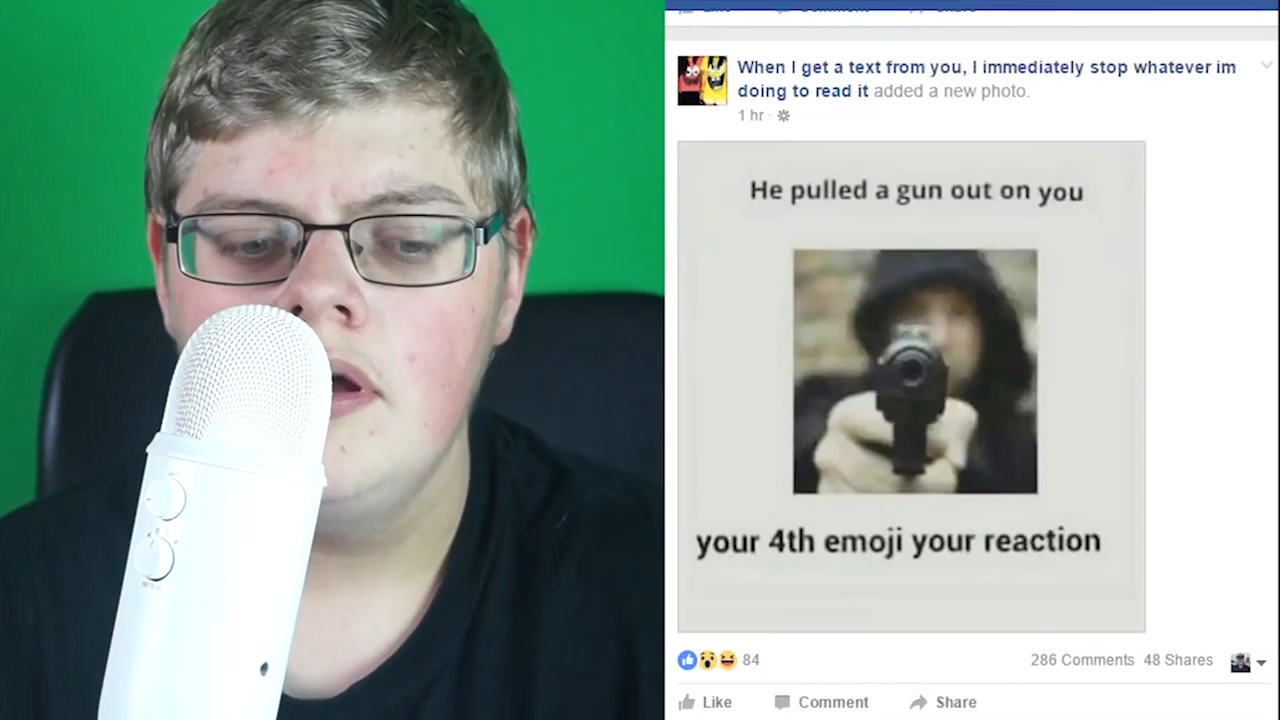 When I get a text from you, I immediately stop whatever im
doing to read it added a new photo.
1 hr ·
He pulled a gun out on you
your 4th emoji your reaction
84
286 Comments 48 Shares
Like Comment Share